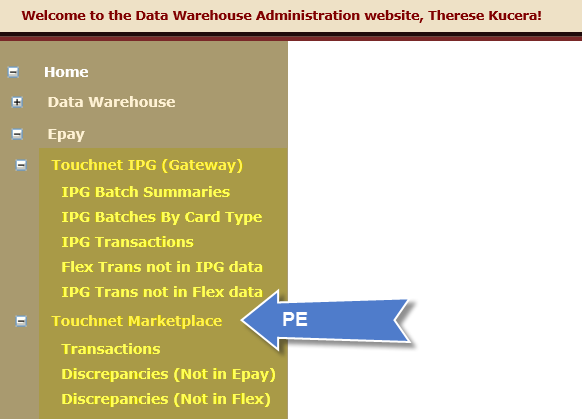 Welcome to the Data Warehouse Administration website, Therese Kucera!
Home
Data Warehouse
Epay
Touchnet IPG (Gateway)
IPG Batch Summaries
IPG Batches By Card Type
IPG Transactions
Flex Trans not in IPG data
IPG Trans not in Flex data
Touchnet Marketplace
PE
Transactions
Discrepancies (Not in Epay)
Discrepancies (Not in Flex)